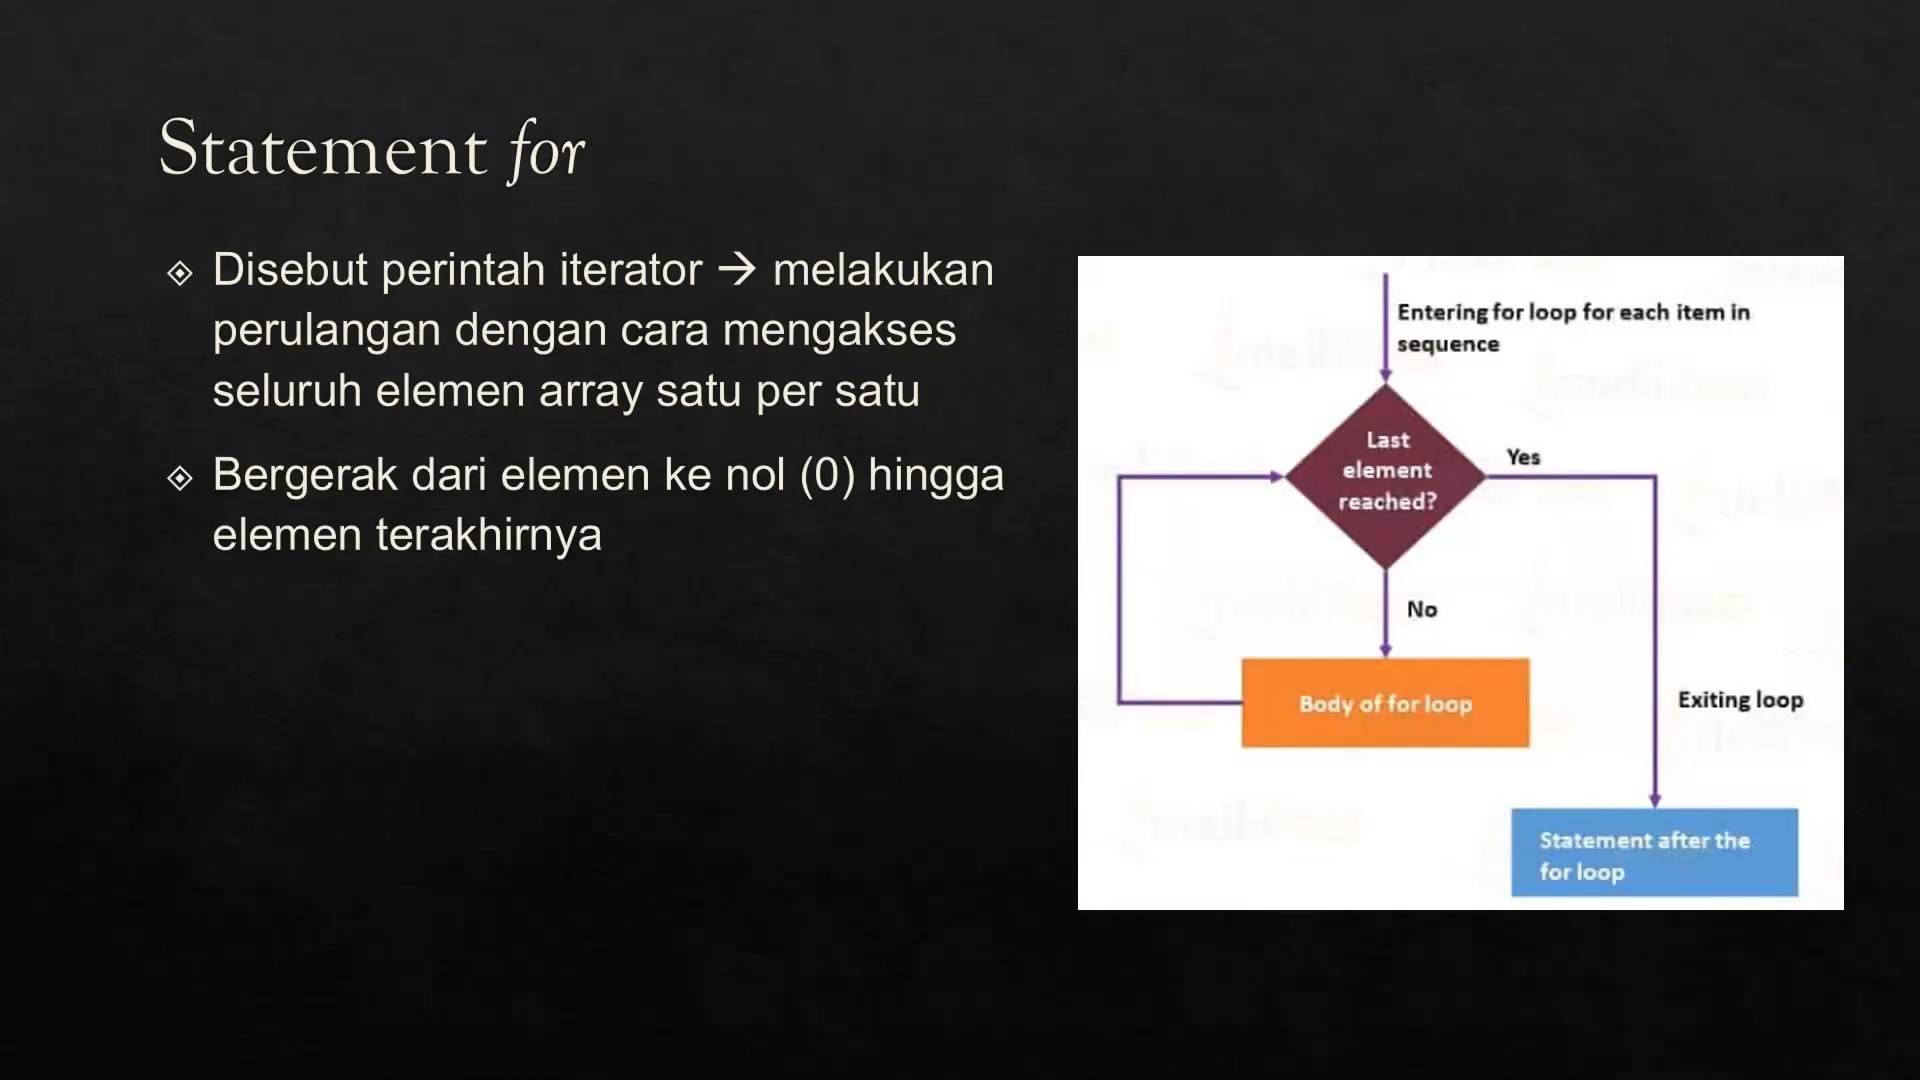 Statement for
Disebut perintah iterator → melakukan
perulangan dengan cara mengakses
seluruh elemen array satu per satu
Bergerak dari elemen ke nol (0) hingga
elemen terakhirnya
Entering for loop for each item in
sequence
Last
element
reached?
Yes
No
Body of for loop
Exiting loop
Statement after the
for loop